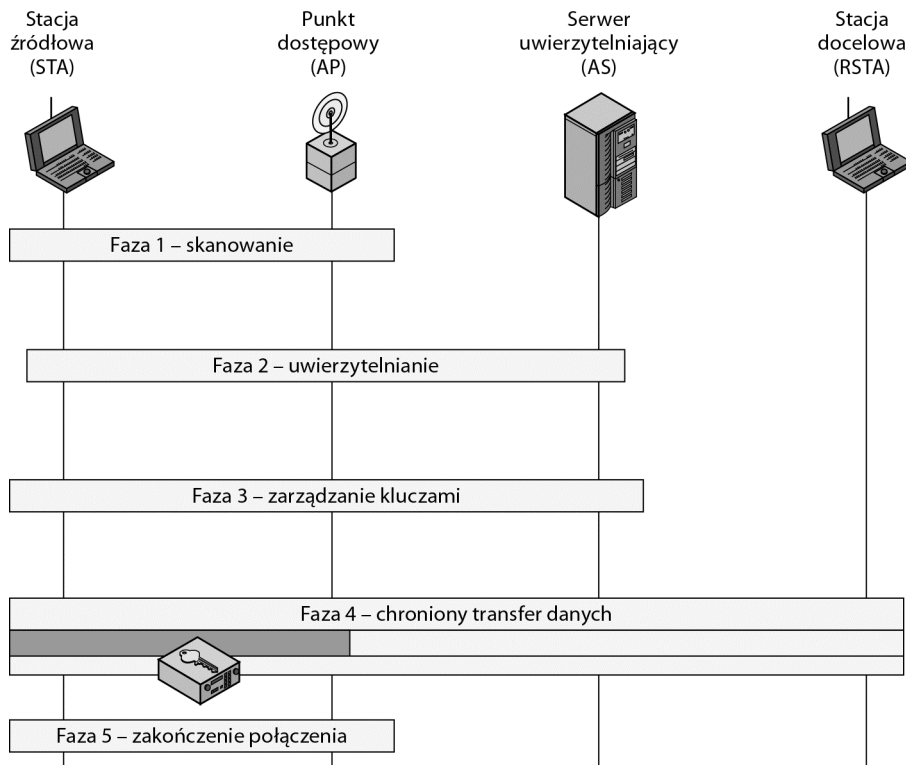 Stacja
źródłowa
(STA)
Punkt
dostępowy
(AP)
Serwer
uwierzytelniający
(AS)
Stacja
docelowa
(RSTA)
Faza 1 – skanowanie
Faza 2 – uwierzytelnianie
Faza 3 – zarządzanie kluczami
Faza 4 – chroniony transfer danych
Faza 5 – zakończenie połączenia